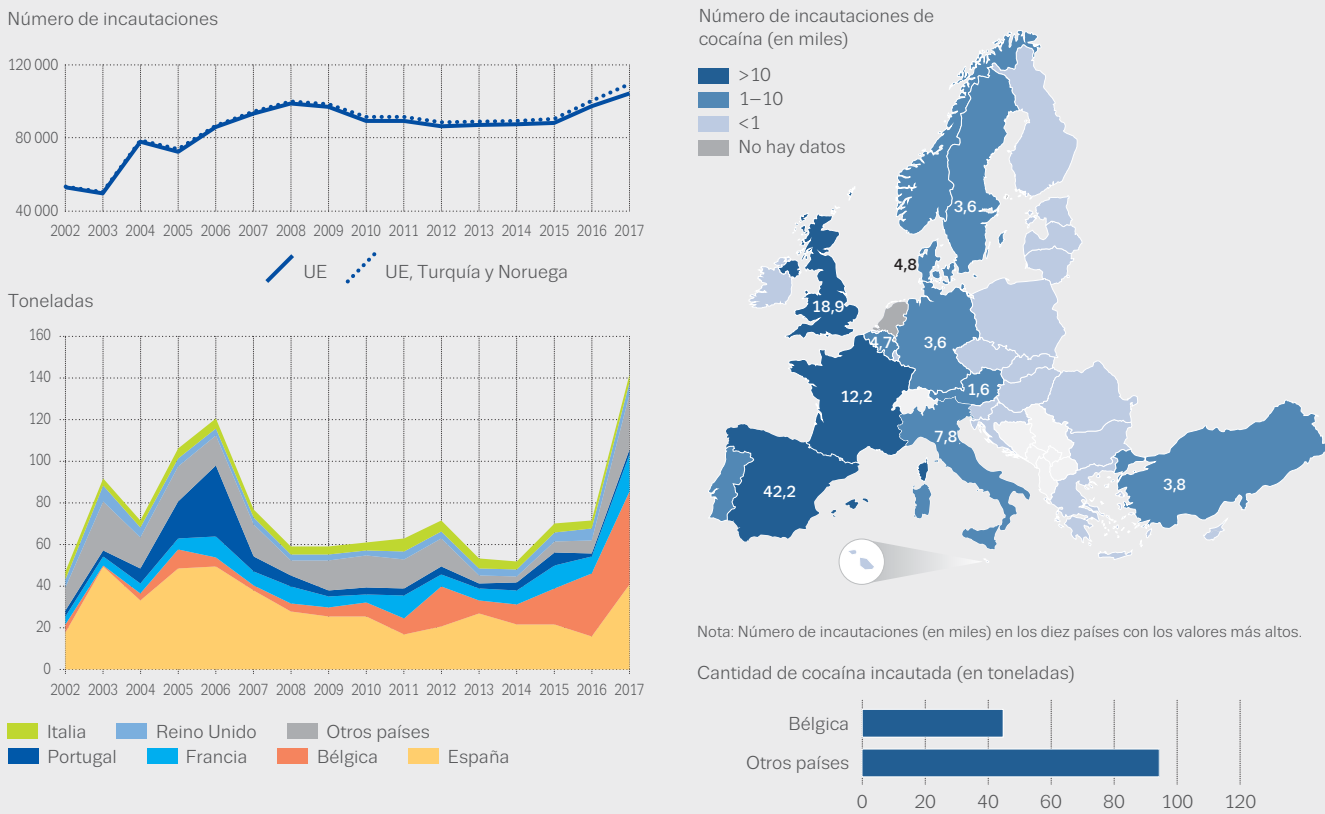 Número de incautaciones
120 000
80 000
40 000
2002 2003 2004 2005 2006 2007 2008 2009 2010 2011 2012 2013 2014 2015 2016 2017
UE UE, Turquía y Noruega
Toneladas
160
140
120
100
80
60
40
20
0
2002 2003 2004 2005 2006 2007 2008 2009 2010 2011 2012 2013 2014 2015 2016 2017
Italia Reino Unido Otros países
Portugal Francia Bélgica España
Número de incautaciones de
cocaína (en miles)
>10
1–10
<1
No hay datos
3,6
4,8
18,9
4,7
3,6
12,2
1,6
7,8
42,2
3,8
Nota: Número de incautaciones (en miles) en los diez países con los valores más altos.
Cantidad de cocaína incautada (en toneladas)
Bélgica
Otros países
0 20 40 60 80 100 120